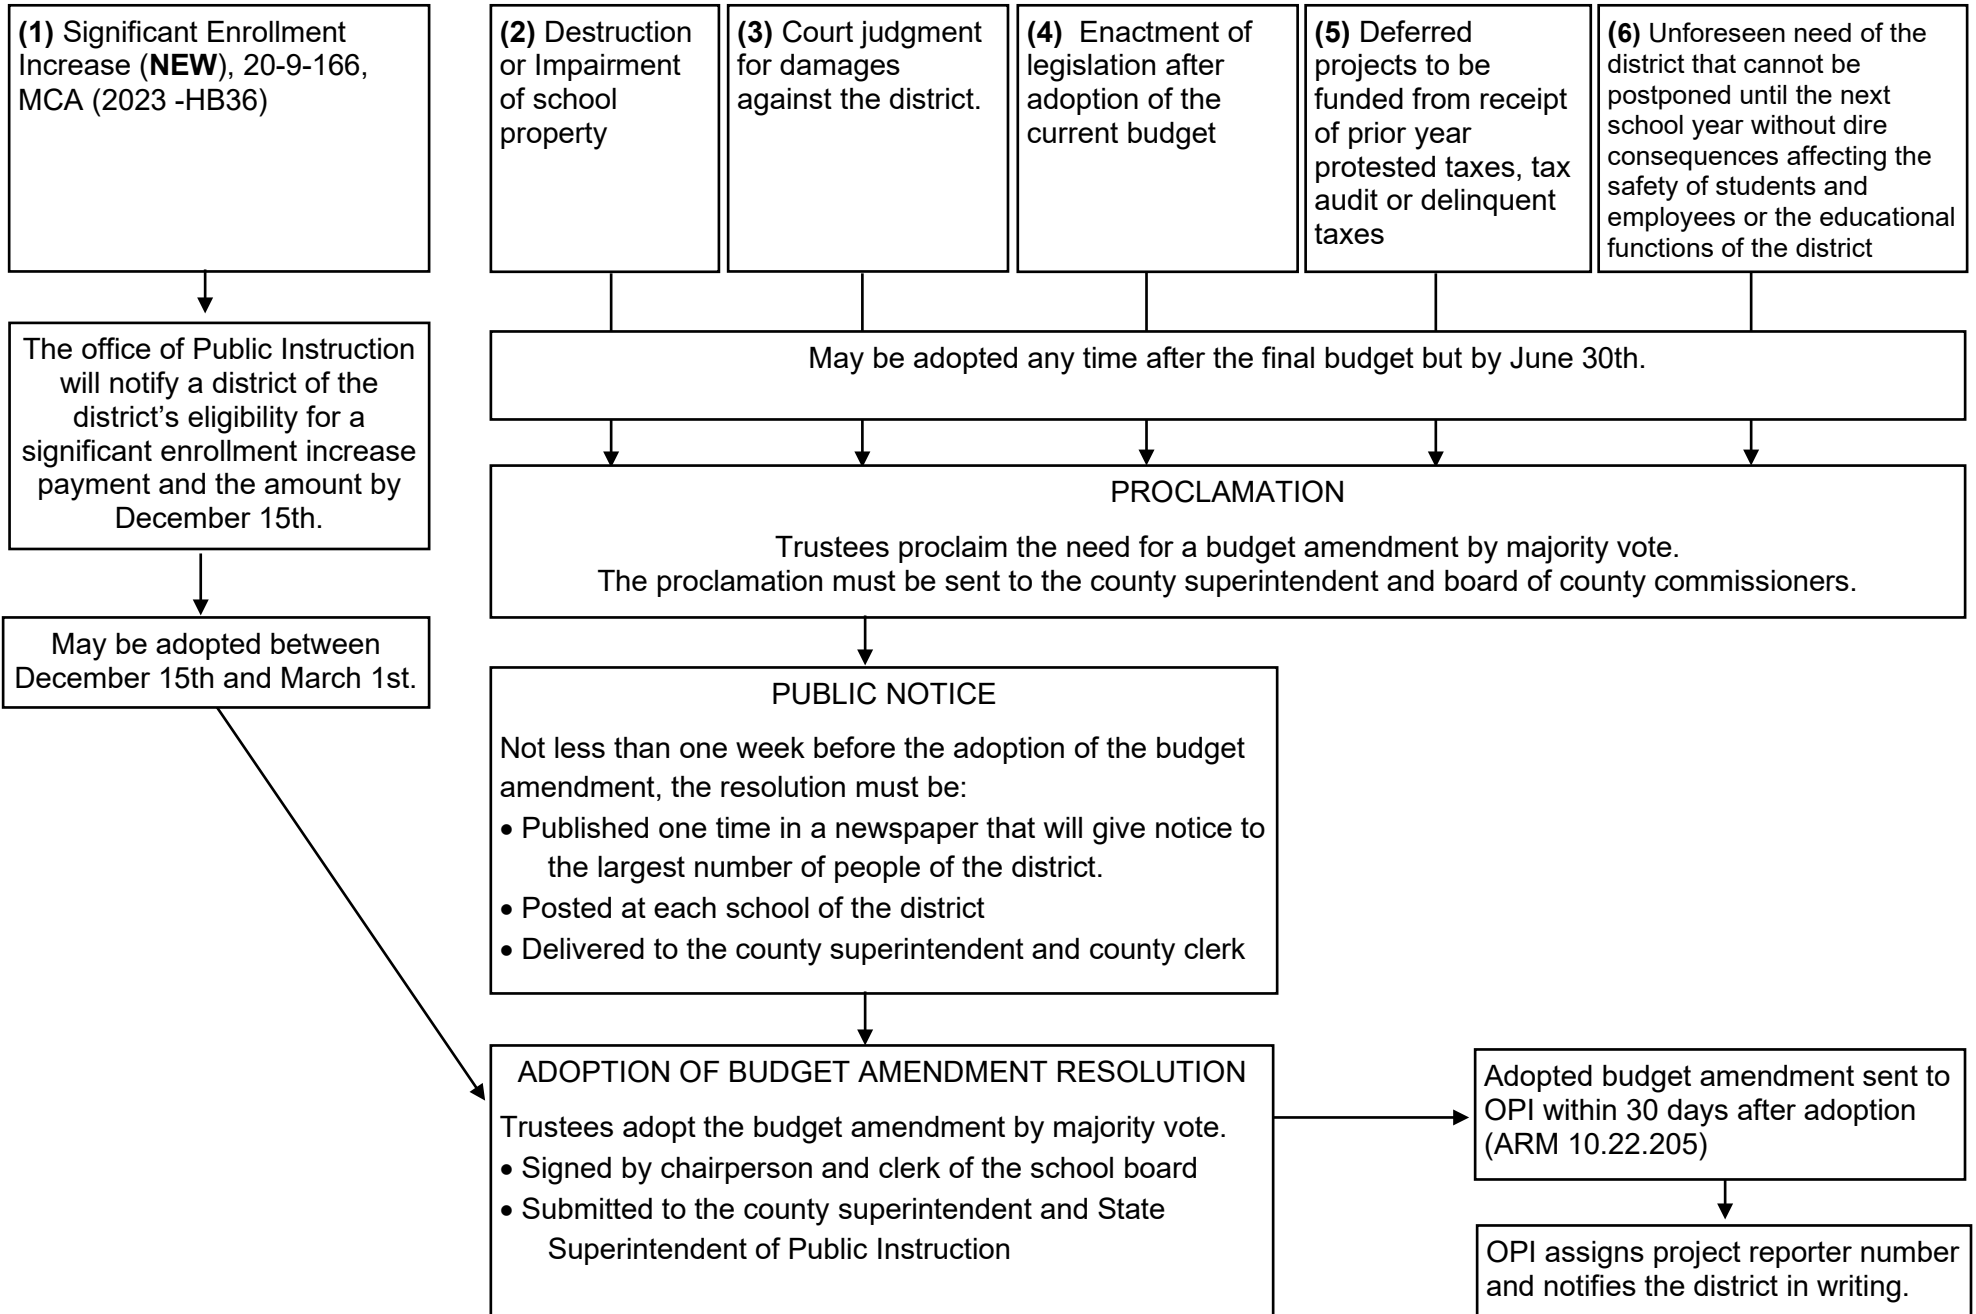 (1) Significant Enrollment
Increase (NEW), 20-9-166,
MCA (2023 -HB36)
(2) Destruction
or Impairment
of school
property
(3) Court judgment
for damages
against the district.
(4) Enactment of
legislation after
adoption of the
current budget
(5) Deferred
projects to be
funded from receipt
of prior year
protested taxes, tax
audit or delinquent
taxes
(6) Unforeseen need of the
district that cannot be
postponed until the next
school year without dire
consequences affecting the
safety of students and
employees or the educational
functions of the district
The office of Public Instruction
will notify a district of the
district’s eligibility for a
significant enrollment increase
payment and the amount by
December 15th.
May be adopted between
December 15th and March 1st.
May be adopted any time after the final budget but by June 30th.
PROCLAMATION
Trustees proclaim the need for a budget amendment by majority vote.
The proclamation must be sent to the county superintendent and board of county commissioners.
PUBLIC NOTICE
Not less than one week before the adoption of the budget
amendment, the resolution must be:
• Published one time in a newspaper that will give notice to
the largest number of people of the district.
• Posted at each school of the district
• Delivered to the county superintendent and county clerk
ADOPTION OF BUDGET AMENDMENT RESOLUTION
Trustees adopt the budget amendment by majority vote.
• Signed by chairperson and clerk of the school board
• Submitted to the county superintendent and State
Superintendent of Public Instruction
Adopted budget amendment sent to
OPI within 30 days after adoption
(ARM 10.22.205)
OPI assigns project reporter number
and notifies the district in writing.